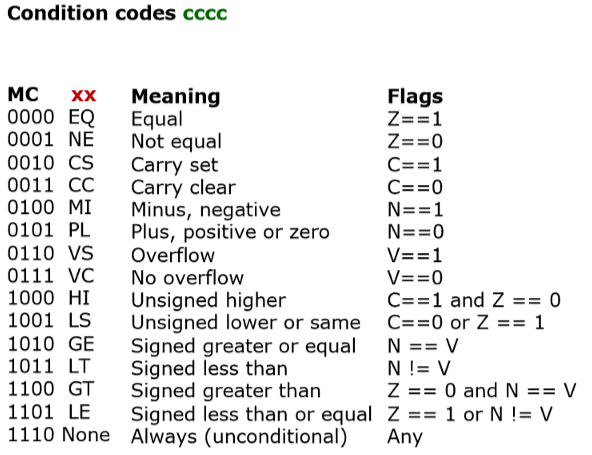 Condition codes cccc
MC xx Meaning Flags
0000 EQ Equal Z==1
0001 NE Not equal Z==0
0010 CS Carry set C==1
0011 CC Carry clear C==0
0100 MI Minus, negative N==1
0101 PL Plus, positive or zero N==0
0110 VS Overflow V==1
0111 VC No overflow V==0
1000 HI Unsigned higher C==1 and Z == 0
1001 LS Unsigned lower or same C==0 or Z == 1
1010 GE Signed greater or equal N == V
1011 LT Signed less than N != V
1100 GT Signed greater than Z == 0 and N == V
1101 LE Signed less than or equal Z == 1 or N != V
1110 None Always (unconditional) Any